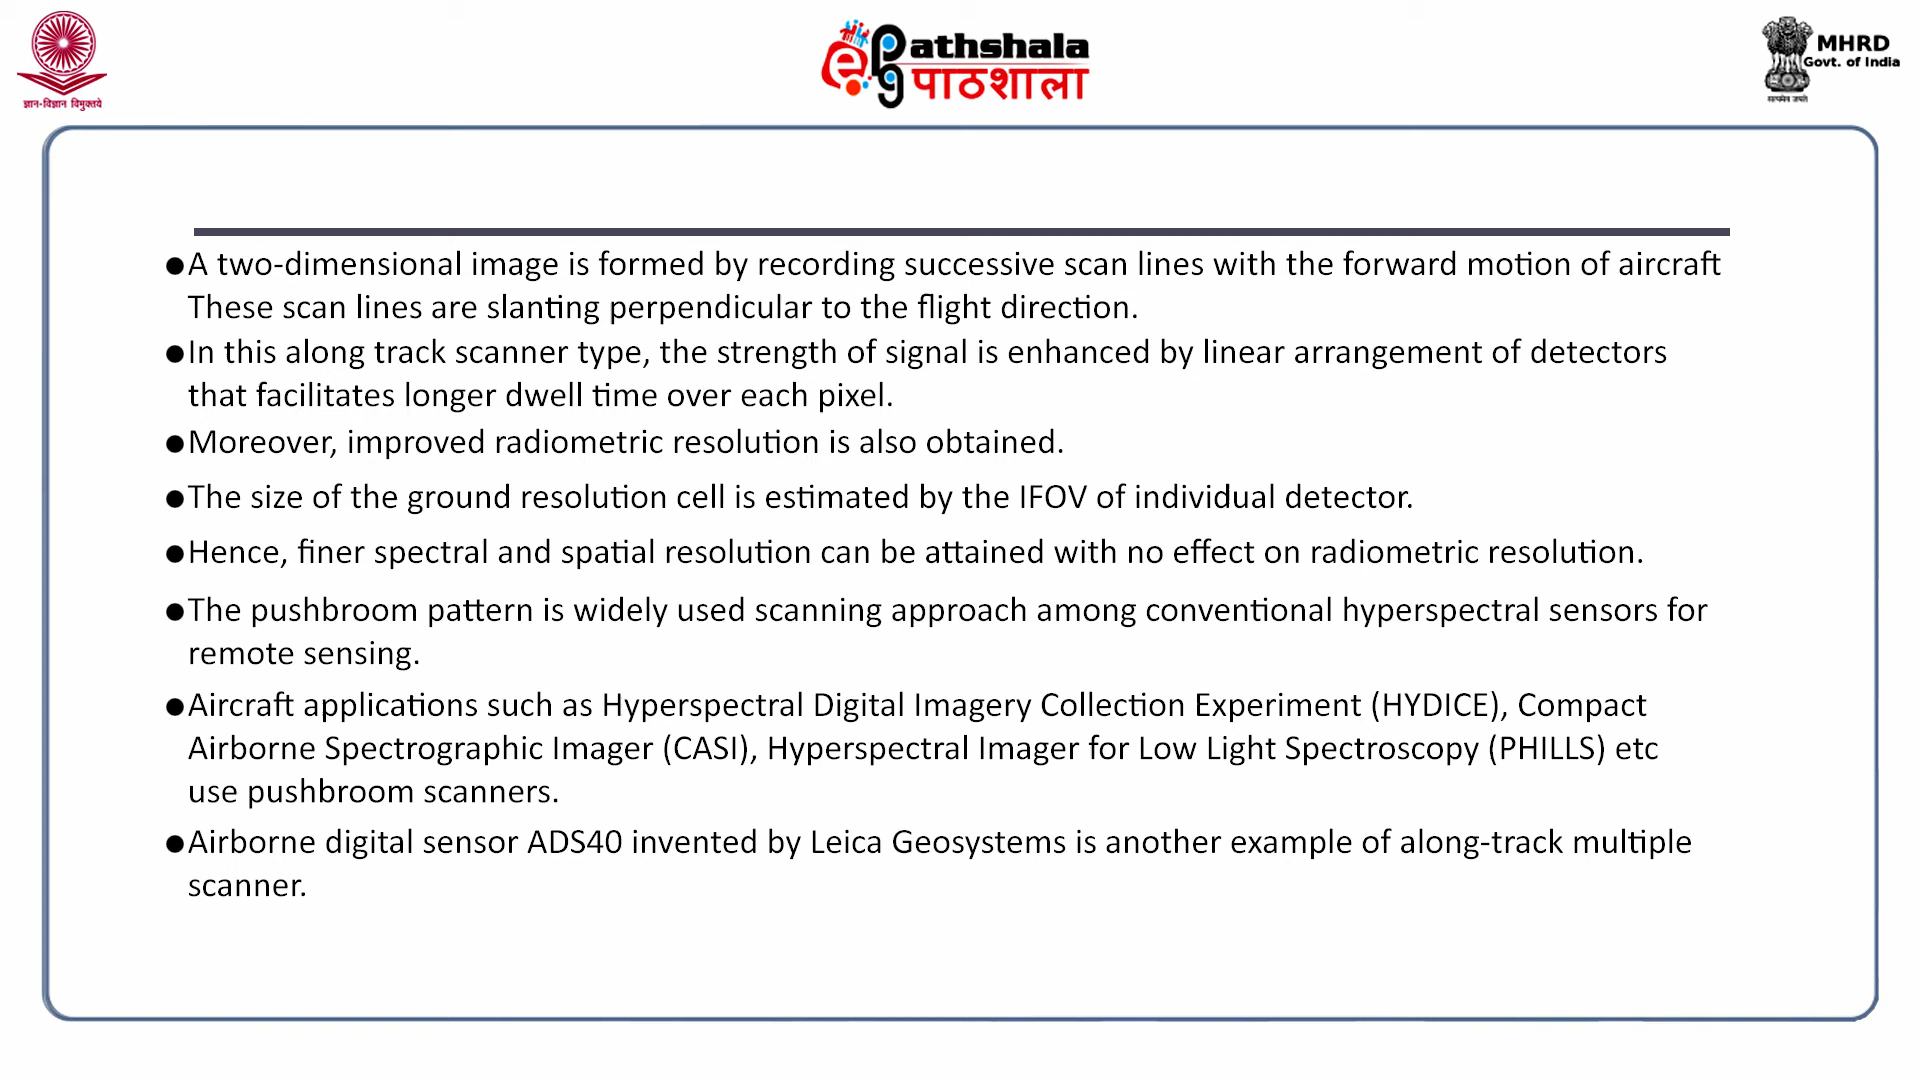 ज्ञान-विज्ञान विमुक्तये
e pg Pathshala
पाठशाला
MHRD
Govt. of India
सत्यमेव जयते
●A two-dimensional image is formed by recording successive scan lines with the forward motion of aircraft
These scan lines are slanting perpendicular to the flight direction.
●In this along track scanner type, the strength of signal is enhanced by linear arrangement of detectors
that facilitates longer dwell time over each pixel.
●Moreover, improved radiometric resolution is also obtained.
●The size of the ground resolution cell is estimated by the IFOV of individual detector.
●Hence, finer spectral and spatial resolution can be attained with no effect on radiometric resolution.
●The pushbroom pattern is widely used scanning approach among conventional hyperspectral sensors for
remote sensing.
●Aircraft applications such as Hyperspectral Digital Imagery Collection Experiment (HYDICE), Compact
Airborne Spectrographic Imager (CASI), Hyperspectral Imager for Low Light Spectroscopy (PHILLS) etc
use pushbroom scanners.
●Airborne digital sensor ADS40 invented by Leica Geosystems is another example of along-track multiple
scanner.